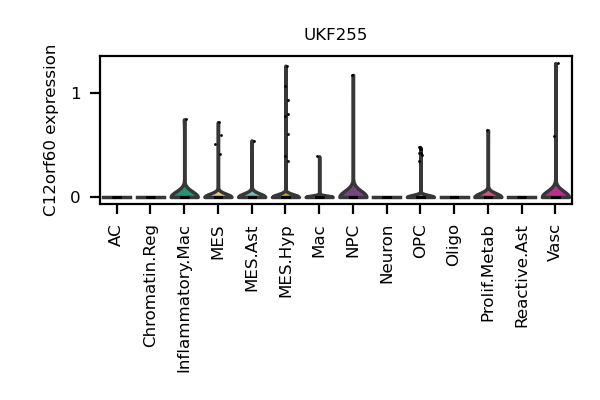 UKF255
C12orf60 expression
1
0
AC
Chromatin.Reg
Inflammatory.Mac
MES
MES.Ast
MES.Hyp
Mac
NPC
Neuron
OPC
Oligo
Prolif.Metab
Reactive.Ast
Vasc